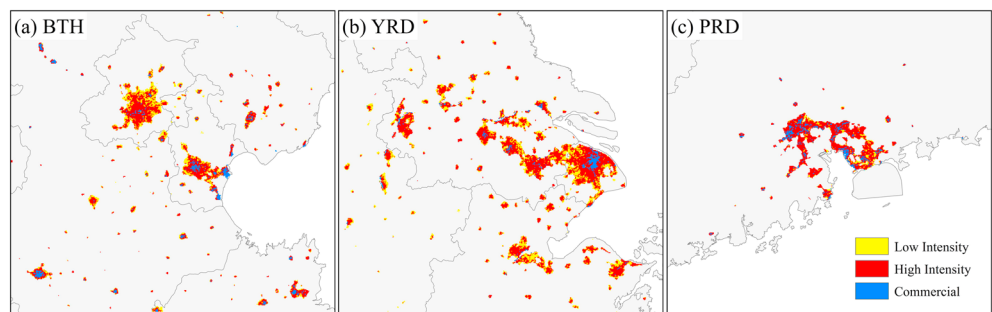 (a) BTH
(b) YRD
(c) PRD
Low Intensity
High Intensity
Commercial